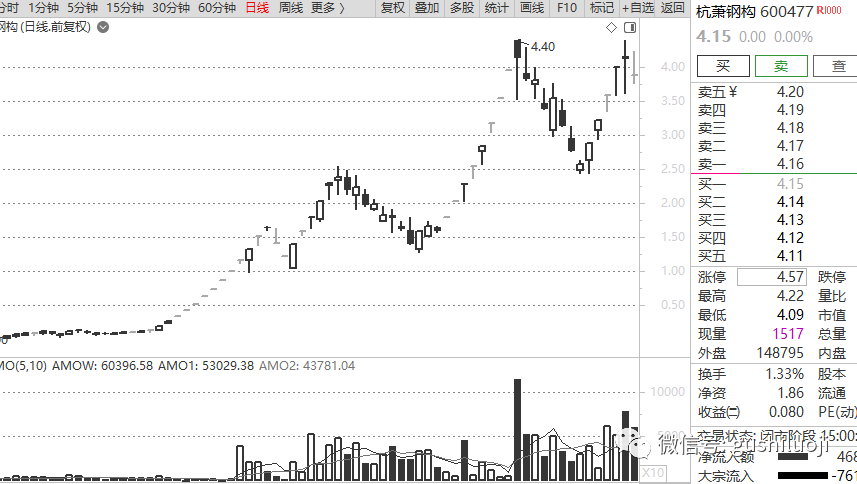 分时 1分钟 5分钟 15分钟 30分钟 60分钟 日线 周线 更多 〉 复权 叠加 多股 统计 画线 F10 标记 +自选 返回
钢构(日线.前复权)
4.40
4.00
3.50
3.00
2.50
2.00
1.50
1.00
0.50
MO(5,10) AMOW: 60396.58 AMO1: 53029.38 AMO2: 43781.04
10000
5000
X10
杭萧钢构 600477 R1000
4.15 0.00 0.00%
买 卖 查
卖五 ¥ 4.20
卖四 4.19
卖三 4.18
卖二 4.17
卖一 4.16
买一 4.15
买二 4.14
买三 4.13
买四 4.12
买五 4.11
涨停 4.57 跌停
最高 4.22 量比
最低 4.09 市值
现量 1517 总量
外盘 148795 内盘
换手 1.33% 股本
净资 1.86 流通
收益㈡ 0.080 PE(动)
交易状态: 闭市阶段 15:00:
微信号: gushiluoji
净流入额 468
大宗流入 -761